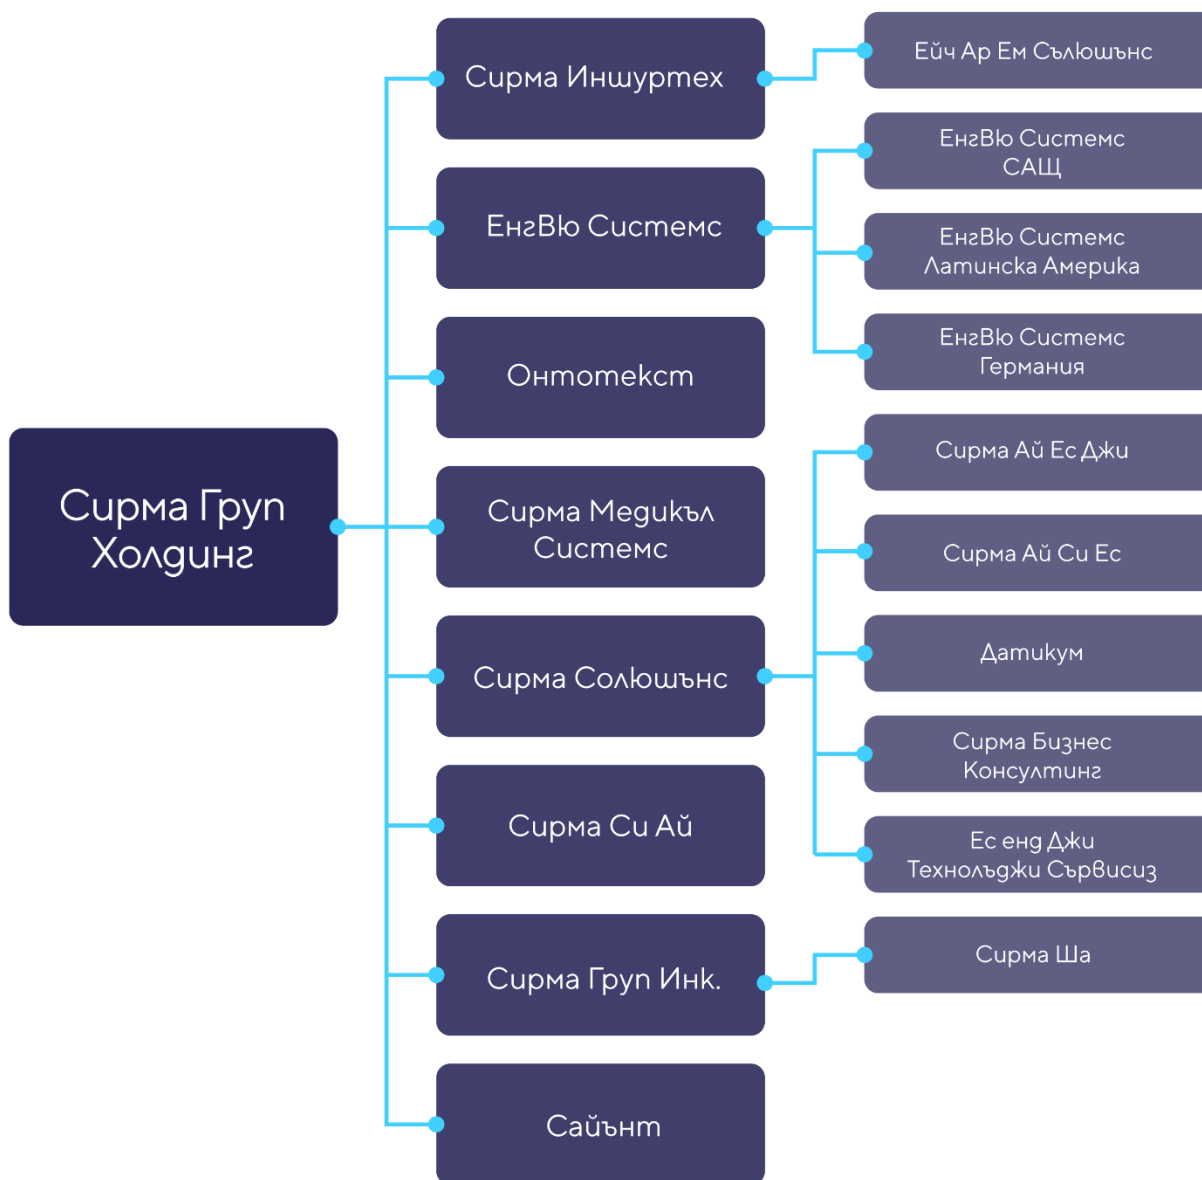 Сирма Груп
Холдинг
Сирма Иншуртех
ЕнгВю Системс
Онтотекст
Сирма Медикъл
Системс
Сирма Солюшънс
Сирма Си Ай
Сирма Груп Инк.
Сайънт
Ейч Ар Ем Сълюшънс
ЕнгВю Системс
САЩ
ЕнгВю Системс
Латинска Америка
ЕнгВю Системс
Германия
Сирма Ай Ес Джи
Сирма Ай Си Ес
Датикум
Сирма Бизнес
Консултинг
Ес енд Джи
Технолъджи Сървисиз
Сирма Ша